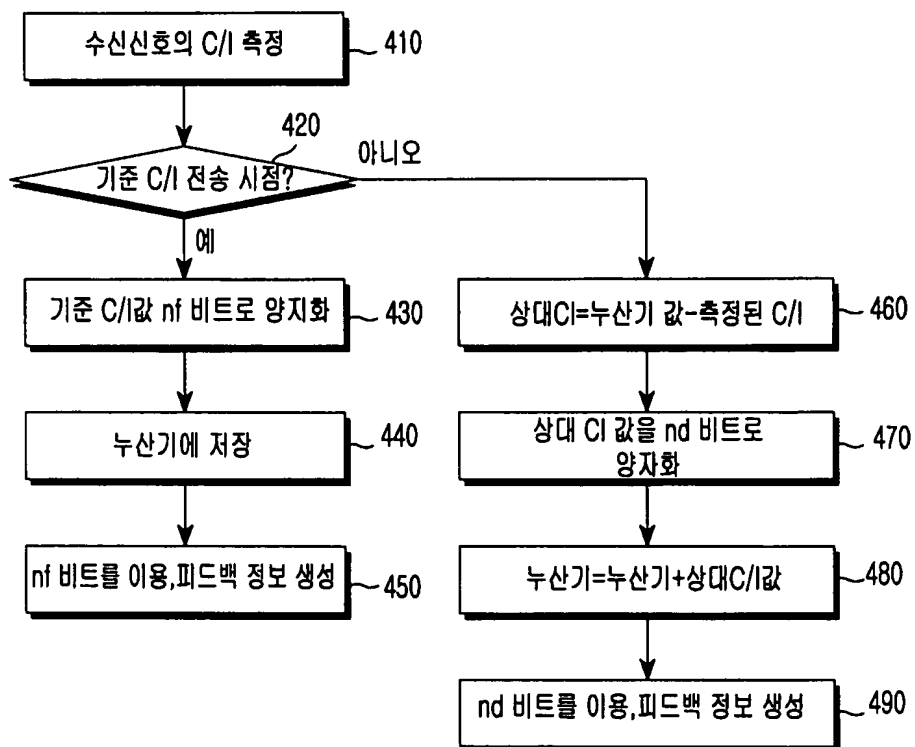 수신신호의 C/I 측정
410
420
기준 C/I 전송 시점?
아니오
예
기준 C/I값 nf 비트로 양자화
430
누산기에 저장
440
nf 비트를 이용,피드백 정보 생성
450
상대CI=누산기 값-측정된 C/I
460
상대 CI 값을 nd 비트로
양자화
470
누산기=누산기+상대C/I값
480
nd 비트를 이용,피드백 정보 생성
490